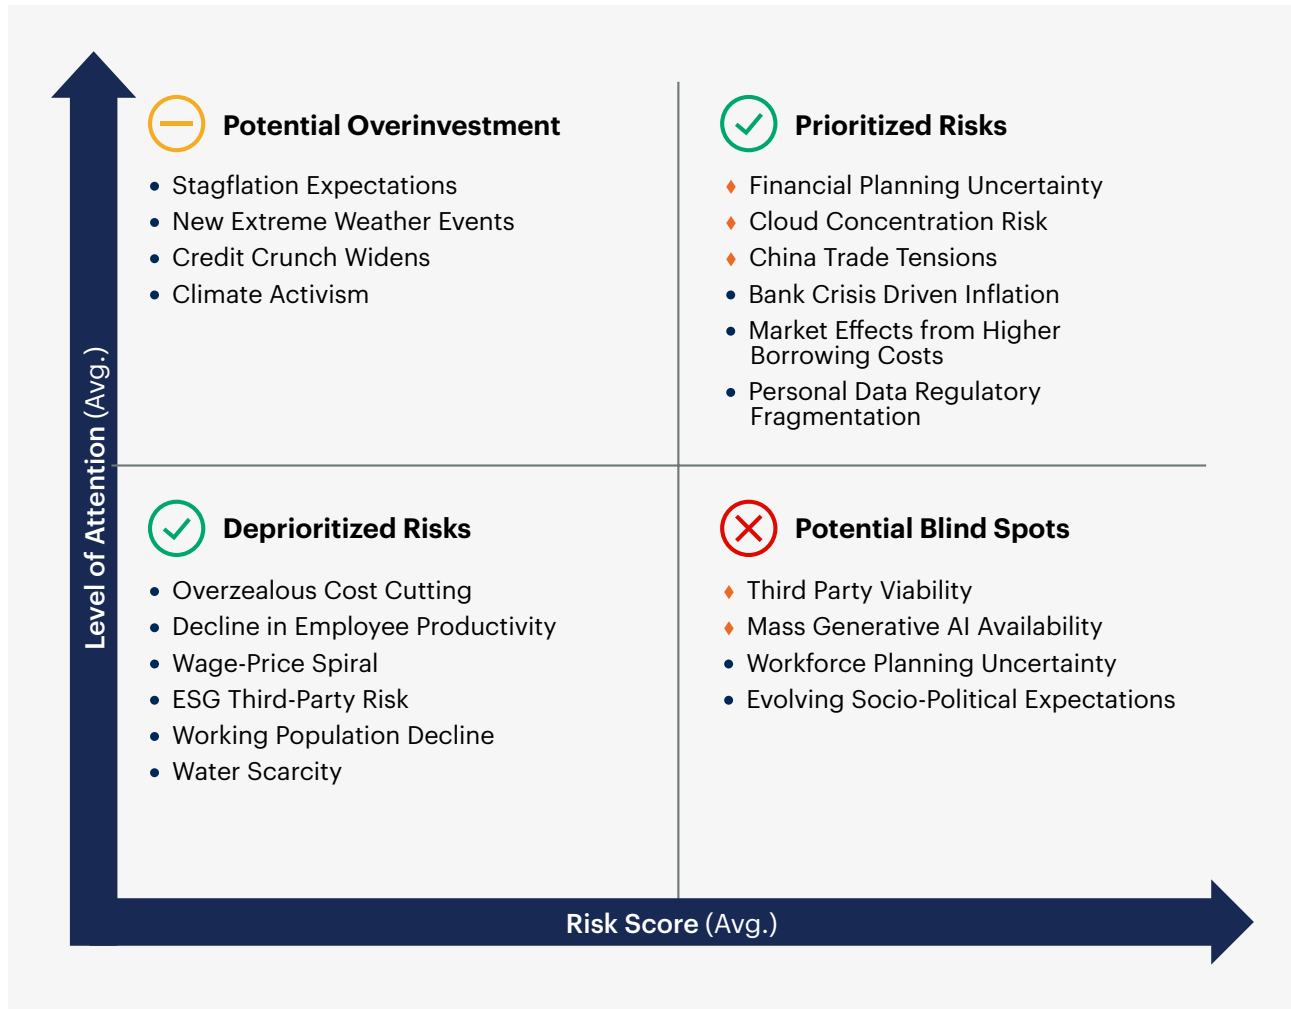 Potential Overinvestment
Stagflation Expectations
New Extreme Weather Events
Credit Crunch Widens
Climate Activism
Prioritized Risks
Financial Planning Uncertainty
Cloud Concentration Risk
China Trade Tensions
Bank Crisis Driven Inflation
Market Effects from Higher
Borrowing Costs
Personal Data Regulatory
Fragmentation
Level of Attention (Avg.)
Deprioritized Risks
Overzealous Cost Cutting
Decline in Employee Productivity
Wage-Price Spiral
ESG Third-Party Risk
Working Population Decline
Water Scarcity
Potential Blind Spots
Third Party Viability
Mass Generative AI Availability
Workforce Planning Uncertainty
Evolving Socio-Political Expectations
Risk Score (Avg.)